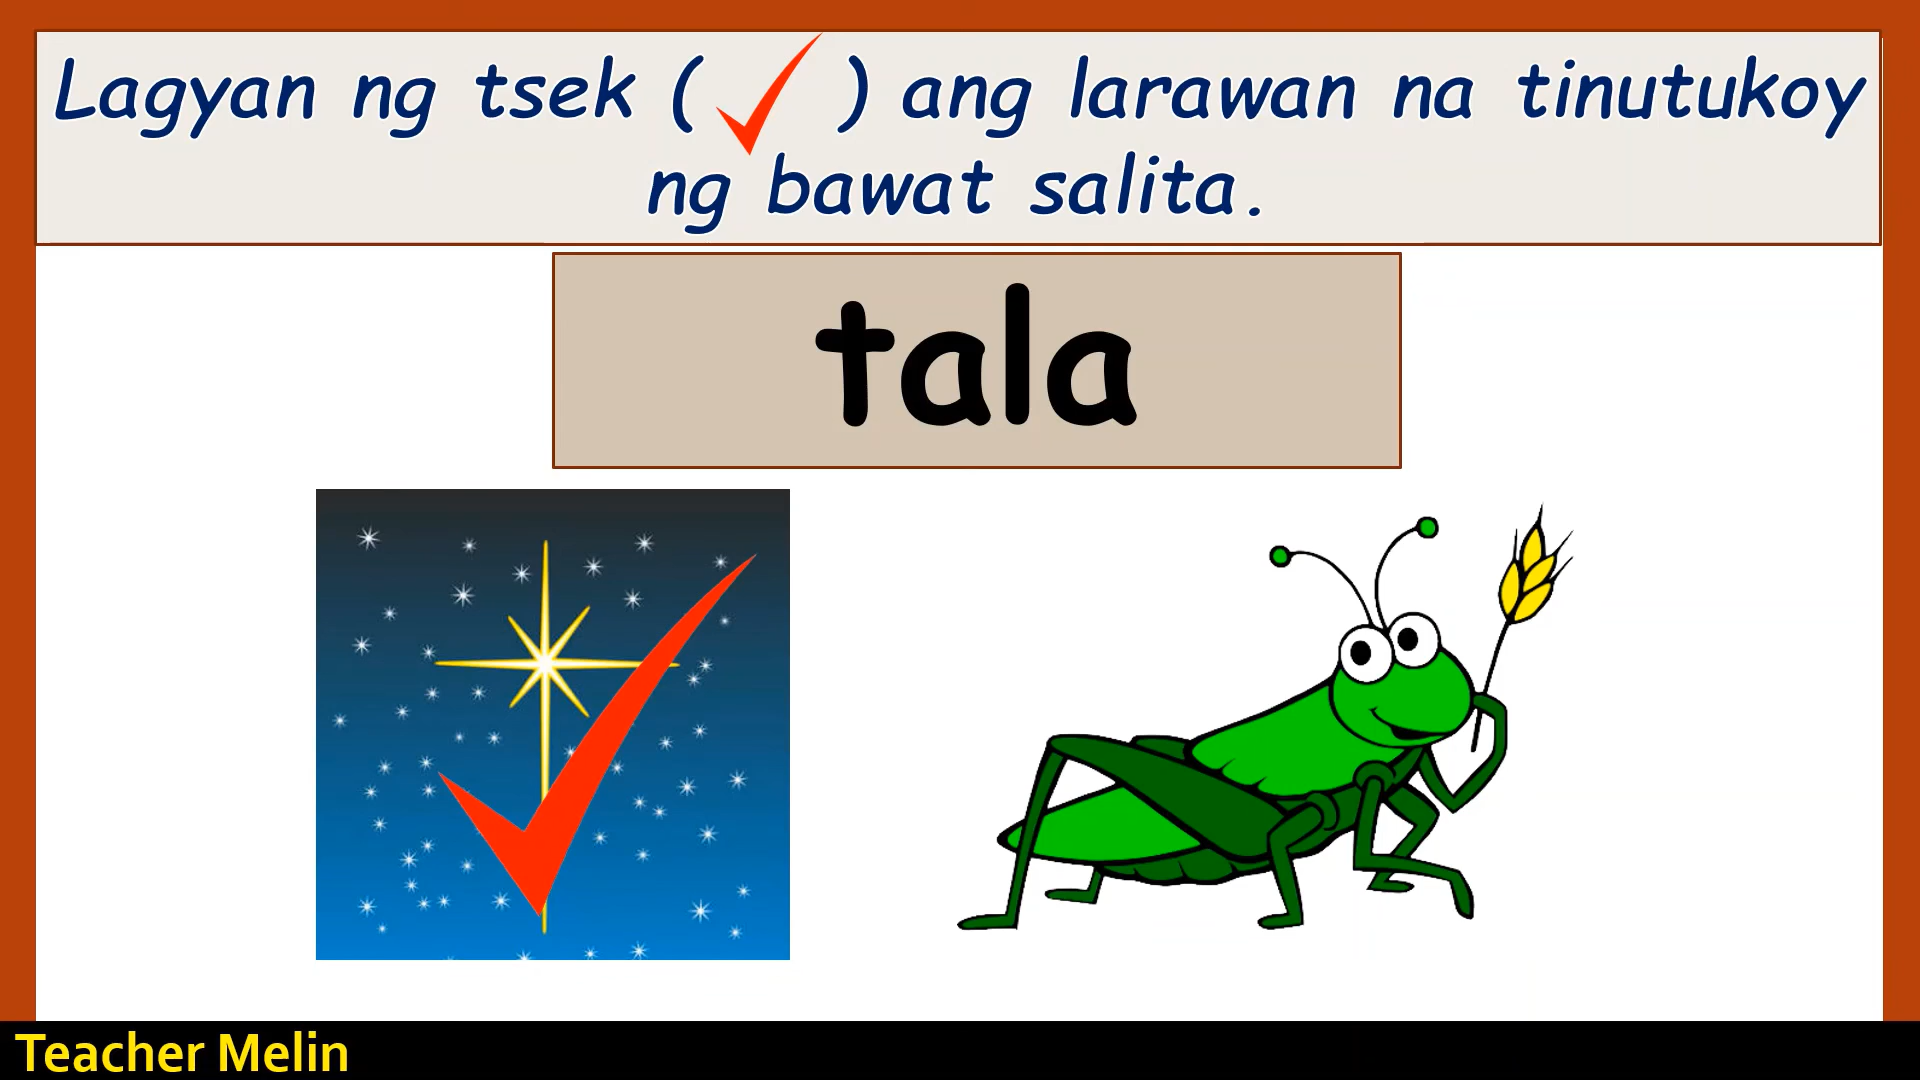 Lagyan ng tsek ( ✓ ) ang larawan na tinutukoy
ng bawat salita.
tala
Teacher Melin